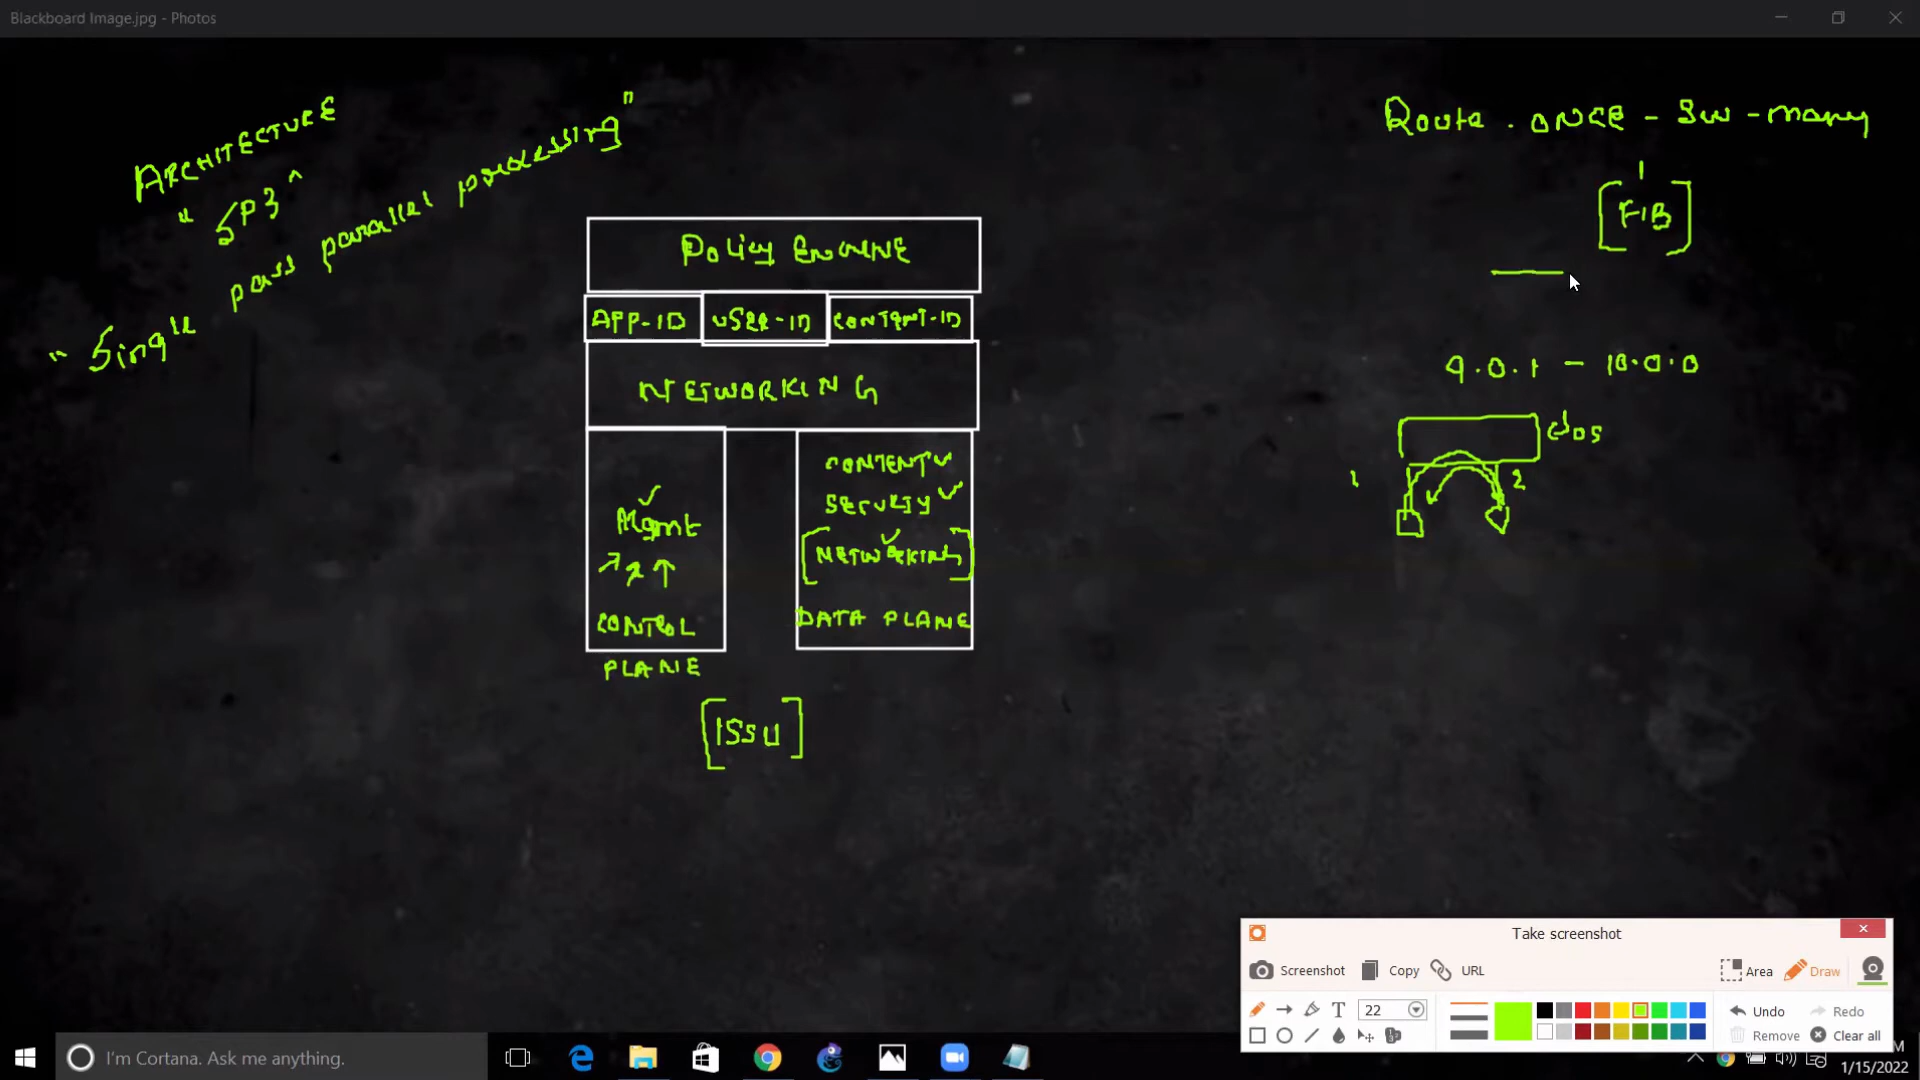 Blackboard Image.jpg - Photos
ARCHITECTURE
"SP3"
"Single pass parallel processing"
Route. ONCE - SW - many
1
[FIB]
Policy ENGINE
APP-ID USER-ID CONTENT-ID
NETWORKING
9.0.1 - 10.0.0
1
2
Mgmt
CONTROL
PLANE
CONTENT
SECURITY
[NETWORKING]
DATA PLANE
[ISSU]
Take screenshot
Screenshot Copy URL Area Draw
T 22 Undo Redo
Remove Clear all
I'm Cortana. Ask me anything.
M
1/15/2022